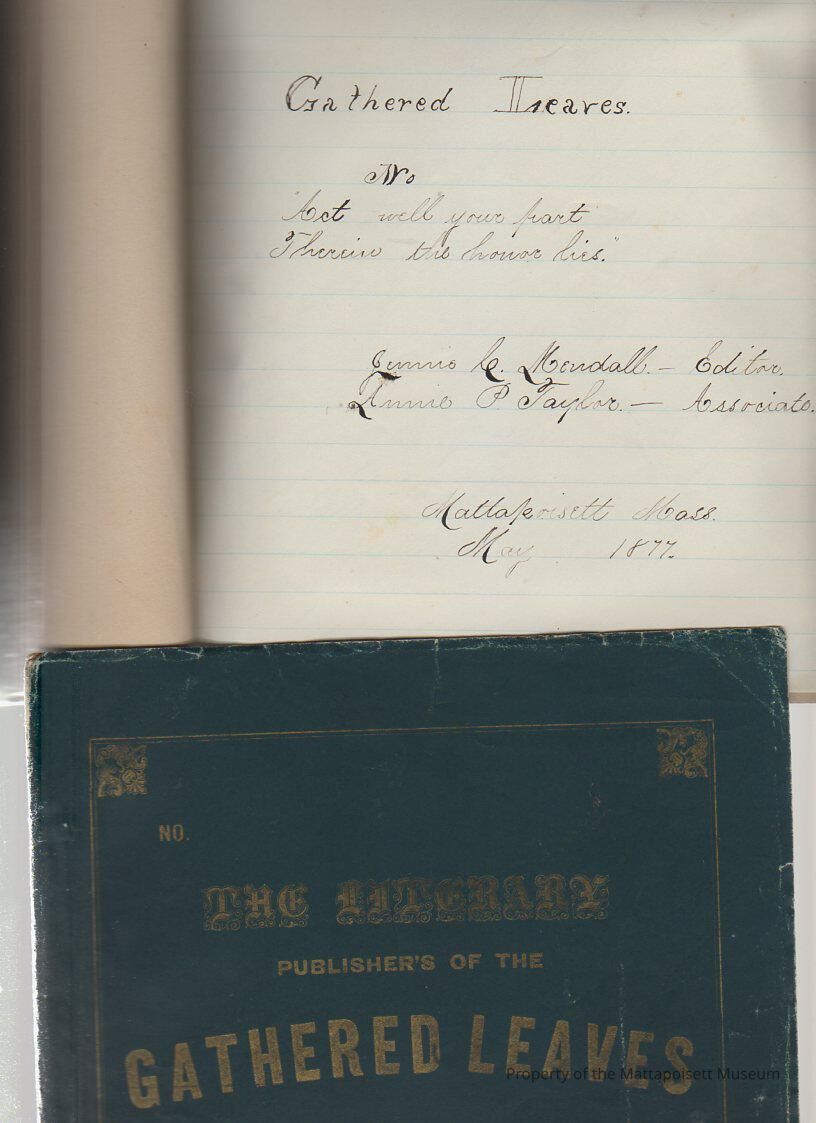 Gathered Leaves.
No
"Act well your part
Therein the honor lies."
Jennie C. Mendall. — Editor.
Annie P Taylor. — Associate.
Mattapoisett Mass.
May 1877.
NO.
THE LITERARY
PUBLISHER'S OF THE
GATHERED LEAVES
Property of the Mattapoisett Museum